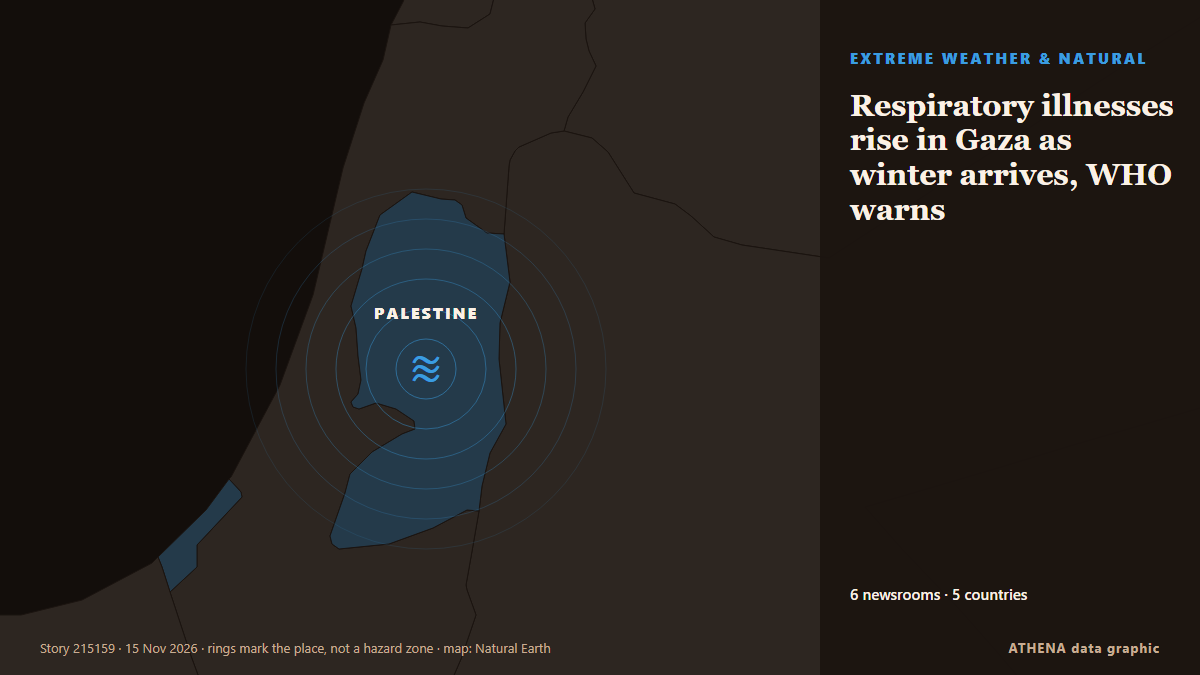 EXTREME WEATHER & NATURAL
Respiratory illnesses
rise in Gaza as
winter arrives, WHO
warns
PALESTINE
6 newsrooms · 5 countries
Story 215159 · 15 Nov 2026 · rings mark the place, not a hazard zone · map: Natural Earth
ATHENA data graphic